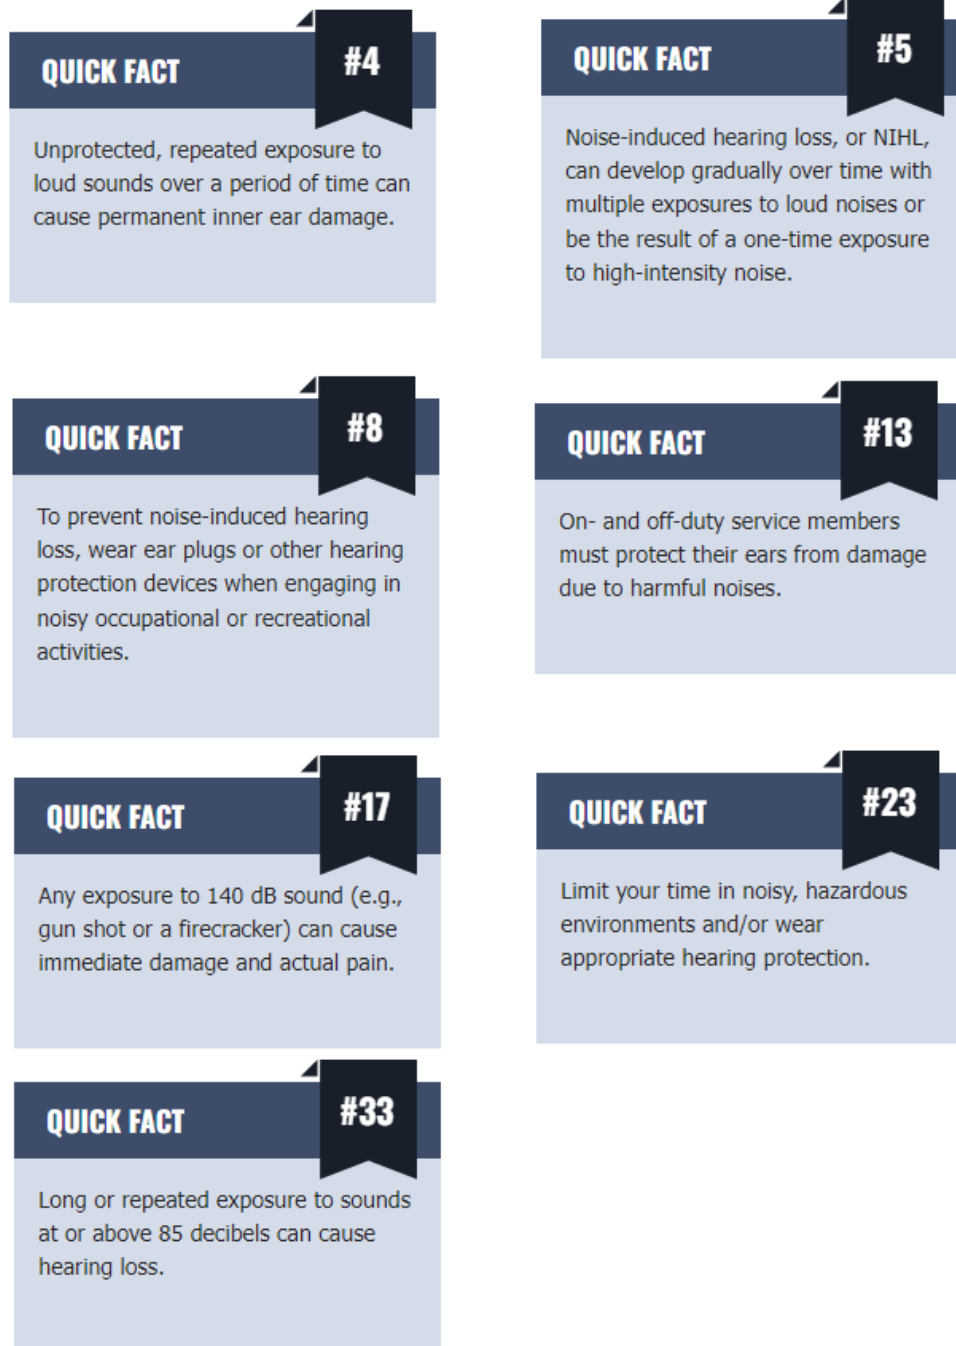 QUICK FACT
#4
Unprotected, repeated exposure to
loud sounds over a period of time can
cause permanent inner ear damage.
QUICK FACT
#5
Noise-induced hearing loss, or NIHL,
can develop gradually over time with
multiple exposures to loud noises or
be the result of a one-time exposure
to high-intensity noise.
QUICK FACT
#8
To prevent noise-induced hearing
loss, wear ear plugs or other hearing
protection devices when engaging in
noisy occupational or recreational
activities.
QUICK FACT
#13
On- and off-duty service members
must protect their ears from damage
due to harmful noises.
QUICK FACT
#17
Any exposure to 140 dB sound (e.g.,
gun shot or a firecracker) can cause
immediate damage and actual pain.
QUICK FACT
#23
Limit your time in noisy, hazardous
environments and/or wear
appropriate hearing protection.
QUICK FACT
#33
Long or repeated exposure to sounds
at or above 85 decibels can cause
hearing loss.